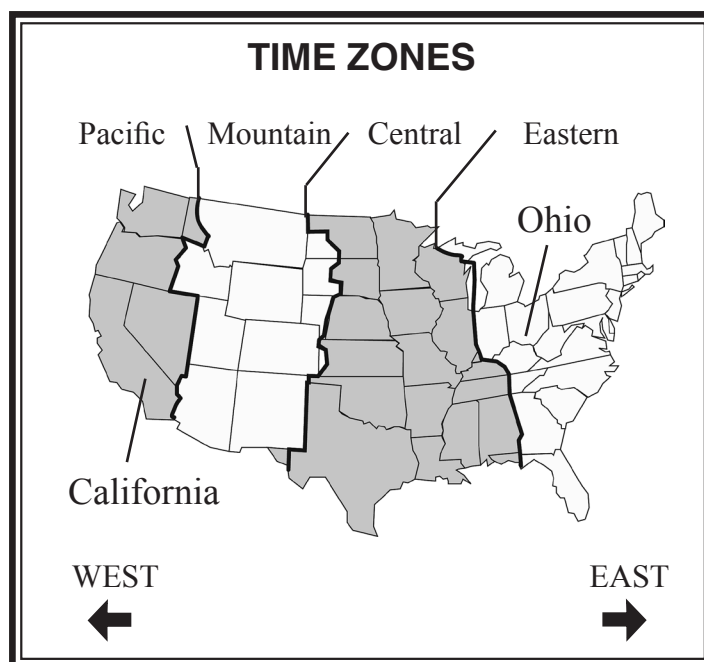 TIME ZONES
Pacific Mountain Central Eastern
Ohio
California
WEST EAST